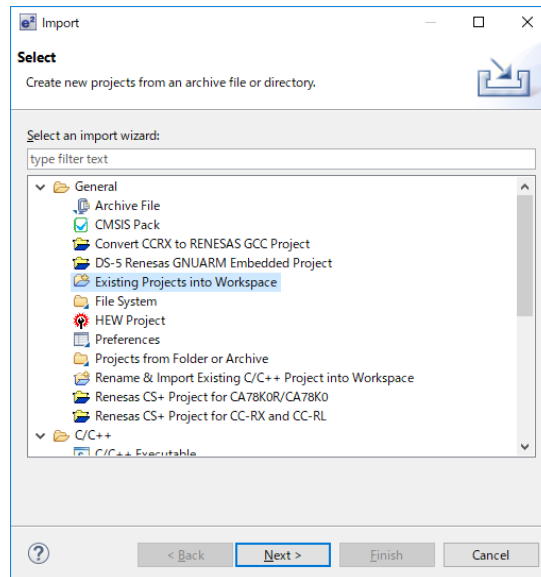 e² Import
Select
Create new projects from an archive file or directory.
Select an import wizard:
type filter text
General
Archive File
CMSIS Pack
Convert CCRX to RENESAS GCC Project
DS-5 Renesas GNUARM Embedded Project
Existing Projects into Workspace
File System
HEW Project
Preferences
Projects from Folder or Archive
Rename & Import Existing C/C++ Project into Workspace
Renesas CS+ Project for CA78K0R/CA78K0
Renesas CS+ Project for CC-RX and CC-RL
C/C++
C/C++ Executable
? < Back Next > Finish Cancel